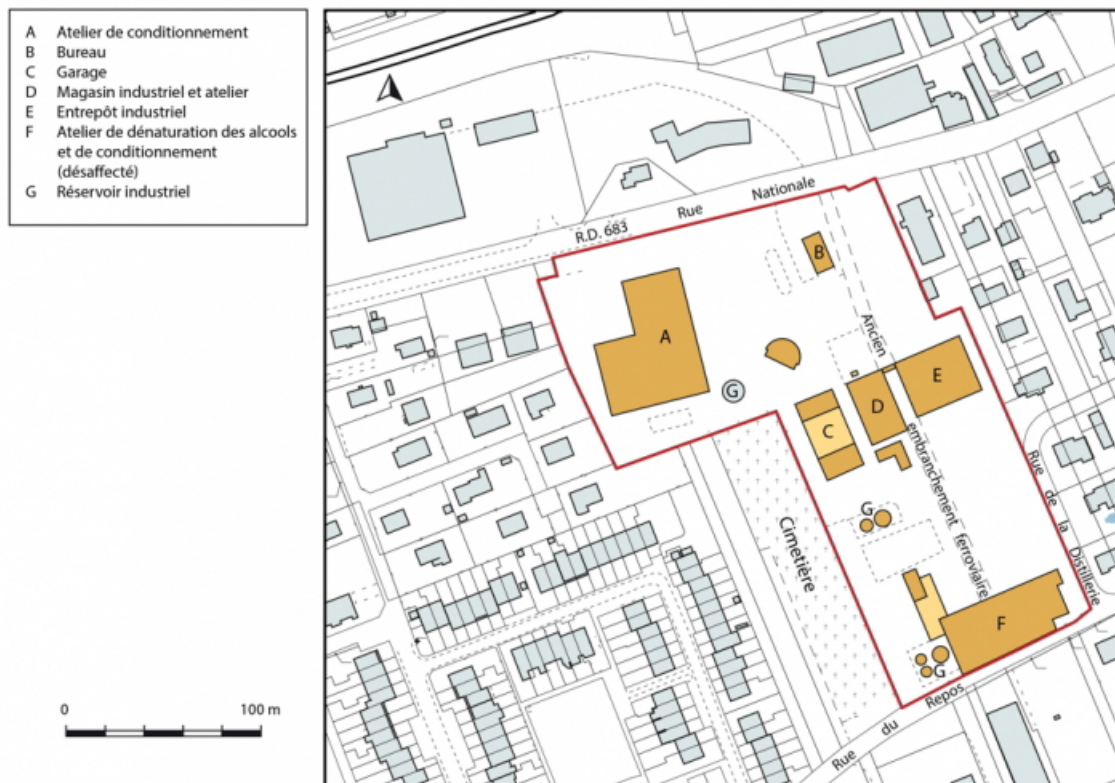 A Atelier de conditionnement
B Bureau
C Garage
D Magasin industriel et atelier
E Entrepôt industriel
F Atelier de dénaturation des alcools
et de conditionnement
(désaffecté)
G Réservoir industriel
R.D. 683
Rue Nationale
B
A
G
Ancien embranchement ferroviaire
E
D
C
G
Cimetière
Rue de la Distillerie
F
G
Rue du Repos
0 100 m